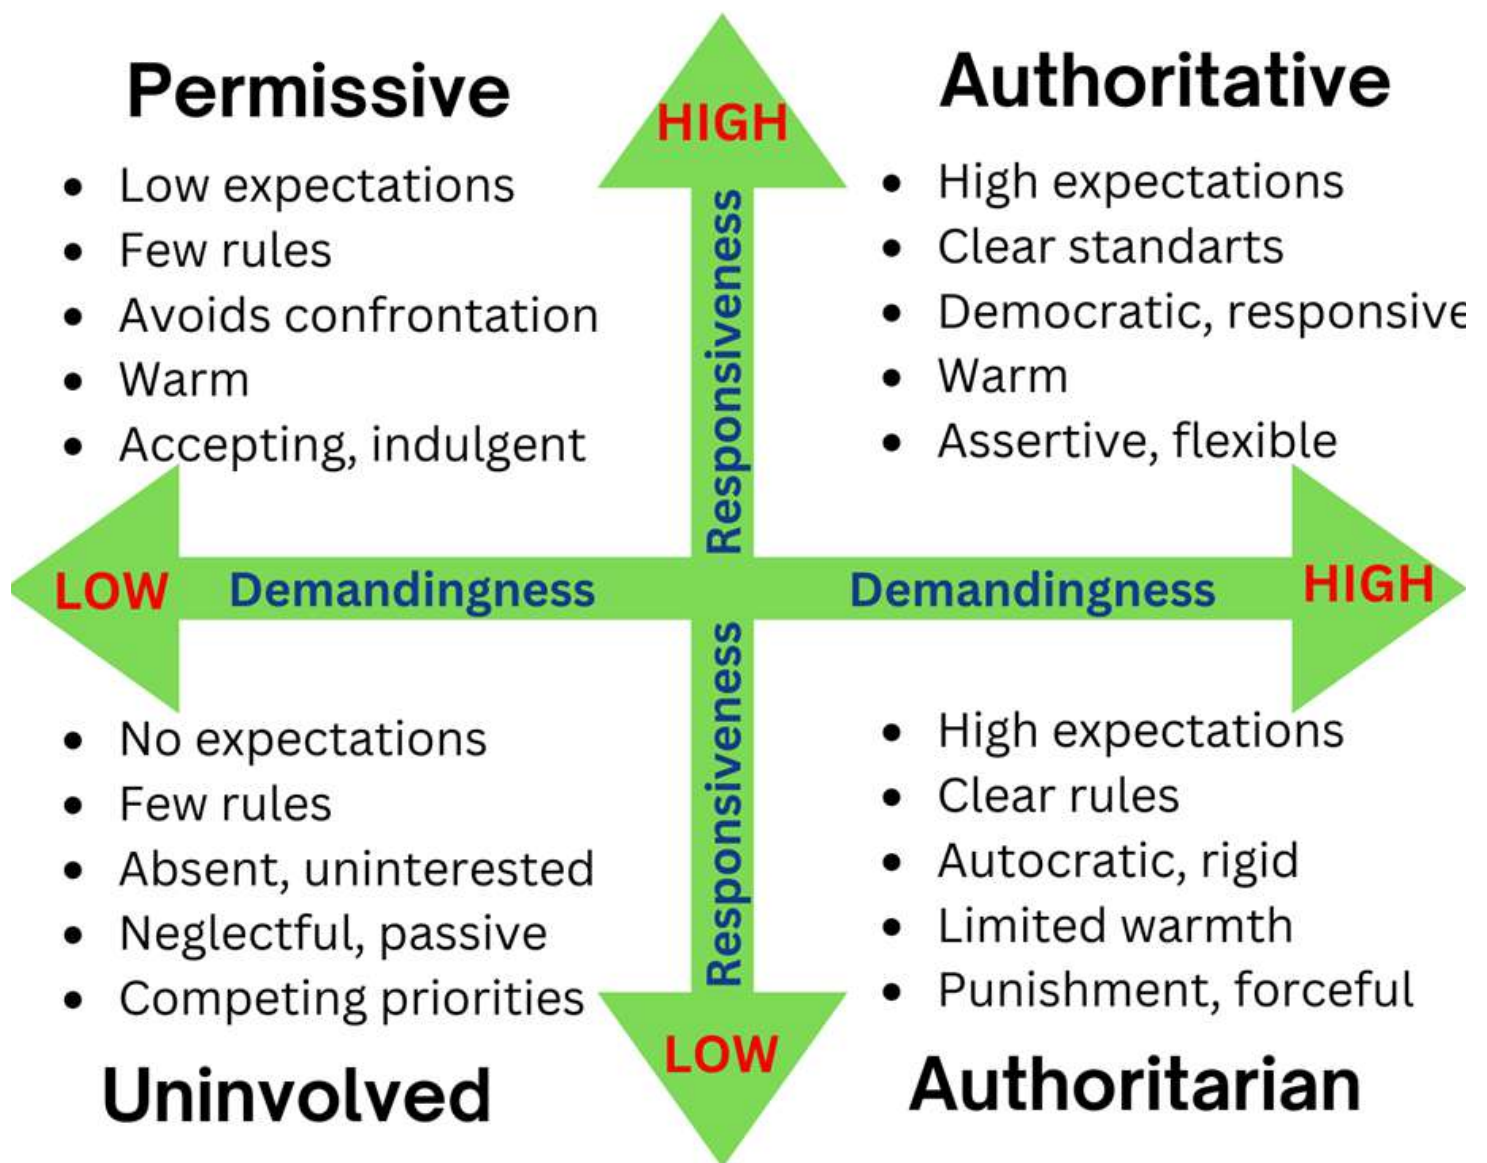 Permissive
• Low expectations
• Few rules
• Avoids confrontation
• Warm
• Accepting, indulgent
HIGH
Responsiveness
Authoritative
• High expectations
• Clear standarts
• Democratic, responsive
• Warm
• Assertive, flexible
LOW
Demandingness
Demandingness
HIGH
• No expectations
• Few rules
• Absent, uninterested
• Neglectful, passive
• Competing priorities
Uninvolved
Responsiveness
LOW
• High expectations
• Clear rules
• Autocratic, rigid
• Limited warmth
• Punishment, forceful
Authoritarian